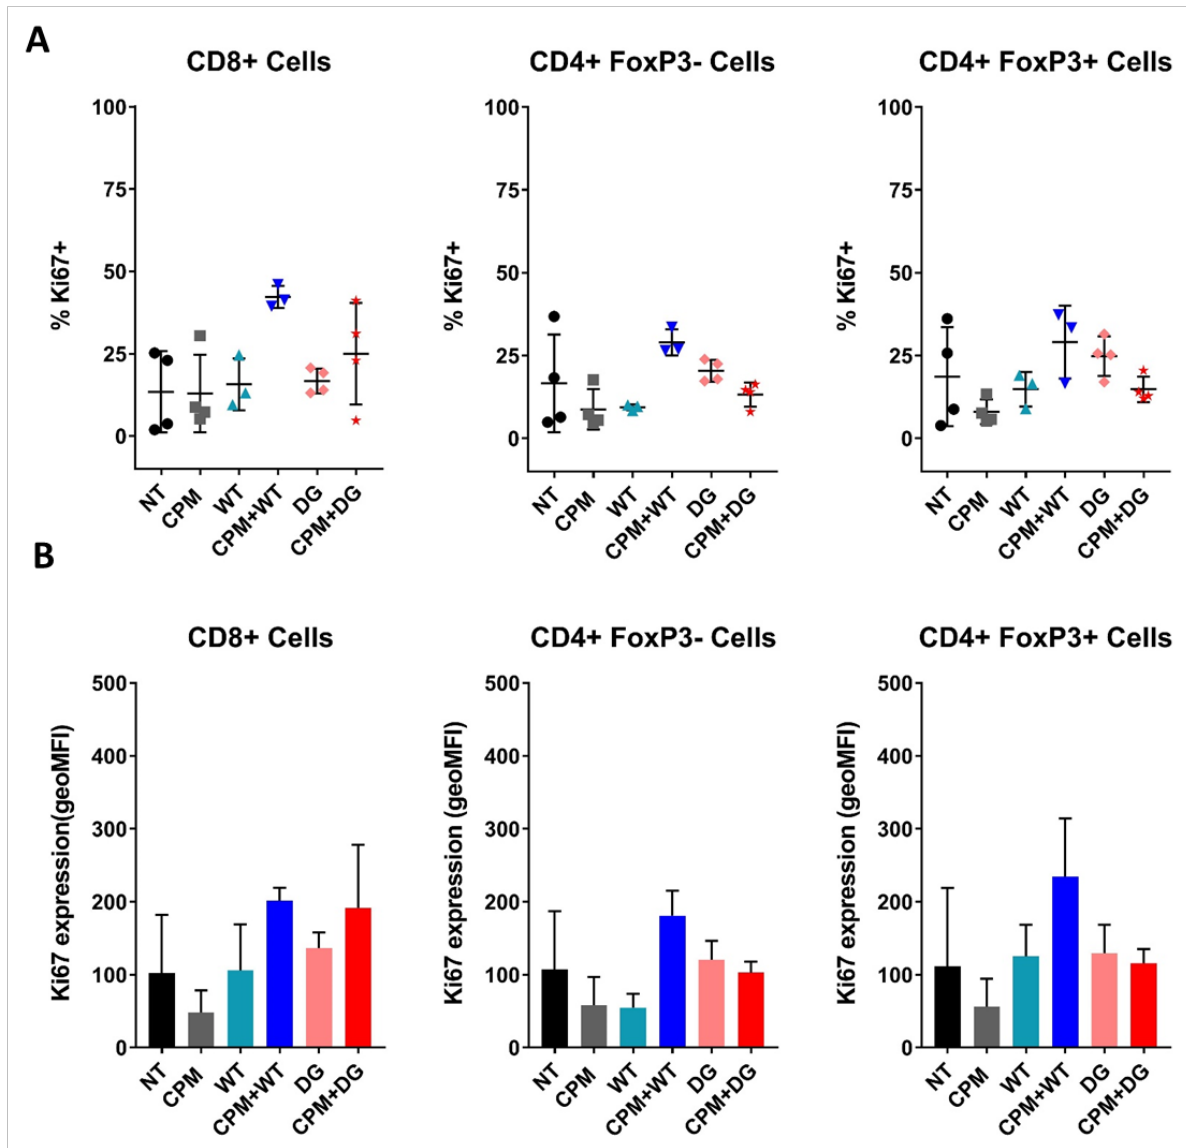 A
CD8+ Cells
CD4+ FoxP3- Cells
CD4+ FoxP3+ Cells
% Ki67+
100
75
50
25
0
NT
CPM
WT
CPM+WT
DG
CPM+DG
% Ki67+
100
75
50
25
0
NT
CPM
WT
CPM+WT
DG
CPM+DG
% Ki67+
100
75
50
25
0
NT
CPM
WT
CPM+WT
DG
CPM+DG
B
CD8+ Cells
CD4+ FoxP3- Cells
CD4+ FoxP3+ Cells
Ki67 expression(geoMFI)
500
400
300
200
100
0
NT
CPM
WT
CPM+WT
DG
CPM+DG
Ki67 expression (geoMFI)
500
400
300
200
100
0
NT
CPM
WT
CPM+WT
DG
CPM+DG
Ki67 expression (geoMFI)
500
400
300
200
100
0
NT
CPM
WT
CPM+WT
DG
CPM+DG